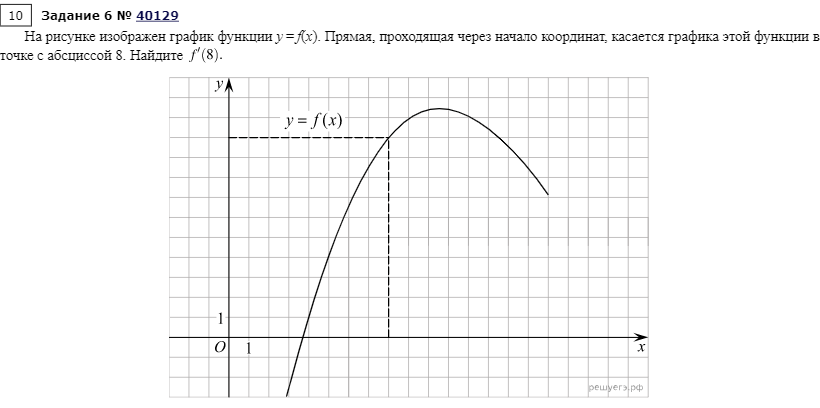 10 Задание 6 № 40129
На рисунке изображен график функции y = f(x). Прямая, проходящая через начало координат, касается графика этой функции в
точке с абсциссой 8. Найдите f′(8).
y
y = f(x)
1
O 1 x
решуегэ.рф